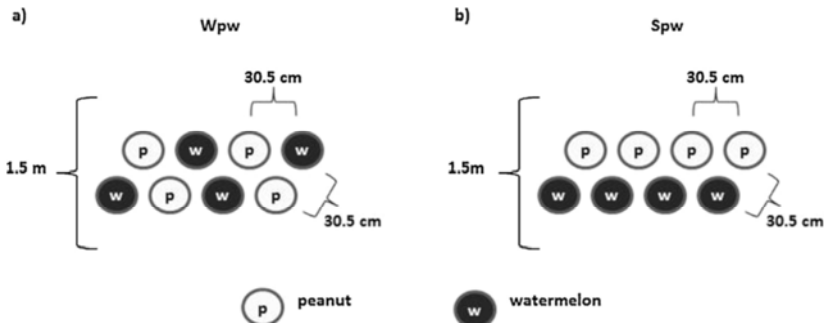 a) Wpw
30.5 cm
p w p w
1.5 m
w p w p
30.5 cm
b) Spw
30.5 cm
p p p p
1.5m
w w w w
30.5 cm
p peanut
w watermelon